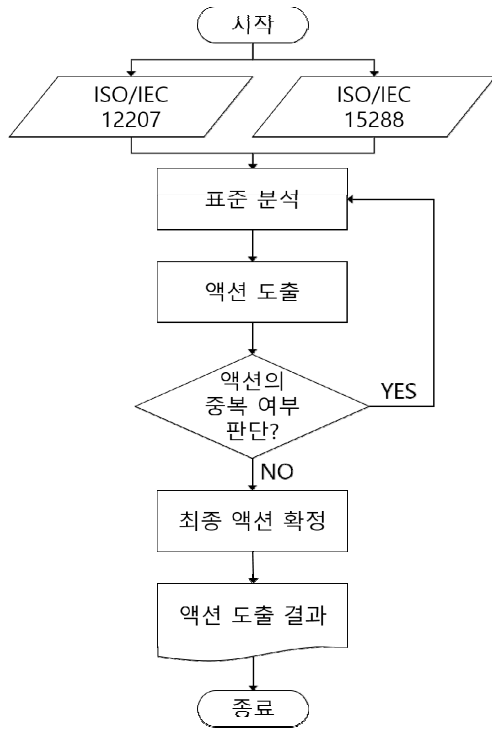 시작
ISO/IEC
12207
ISO/IEC
15288
표준 분석
액션 도출
액션의
중복 여부
판단?
YES
NO
최종 액션 확정
액션 도출 결과
종료